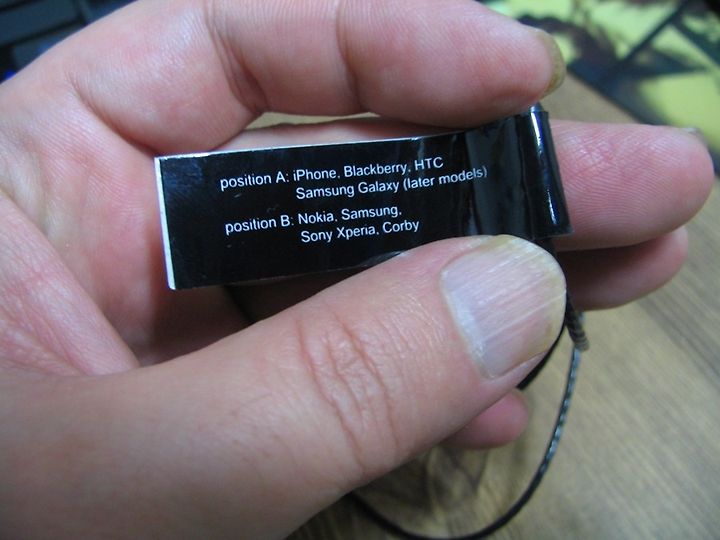 position A: iPhone, Blackberry, HTC
Samsung Galaxy (later models)
position B: Nokia, Samsung,
Sony Xperia, Corby